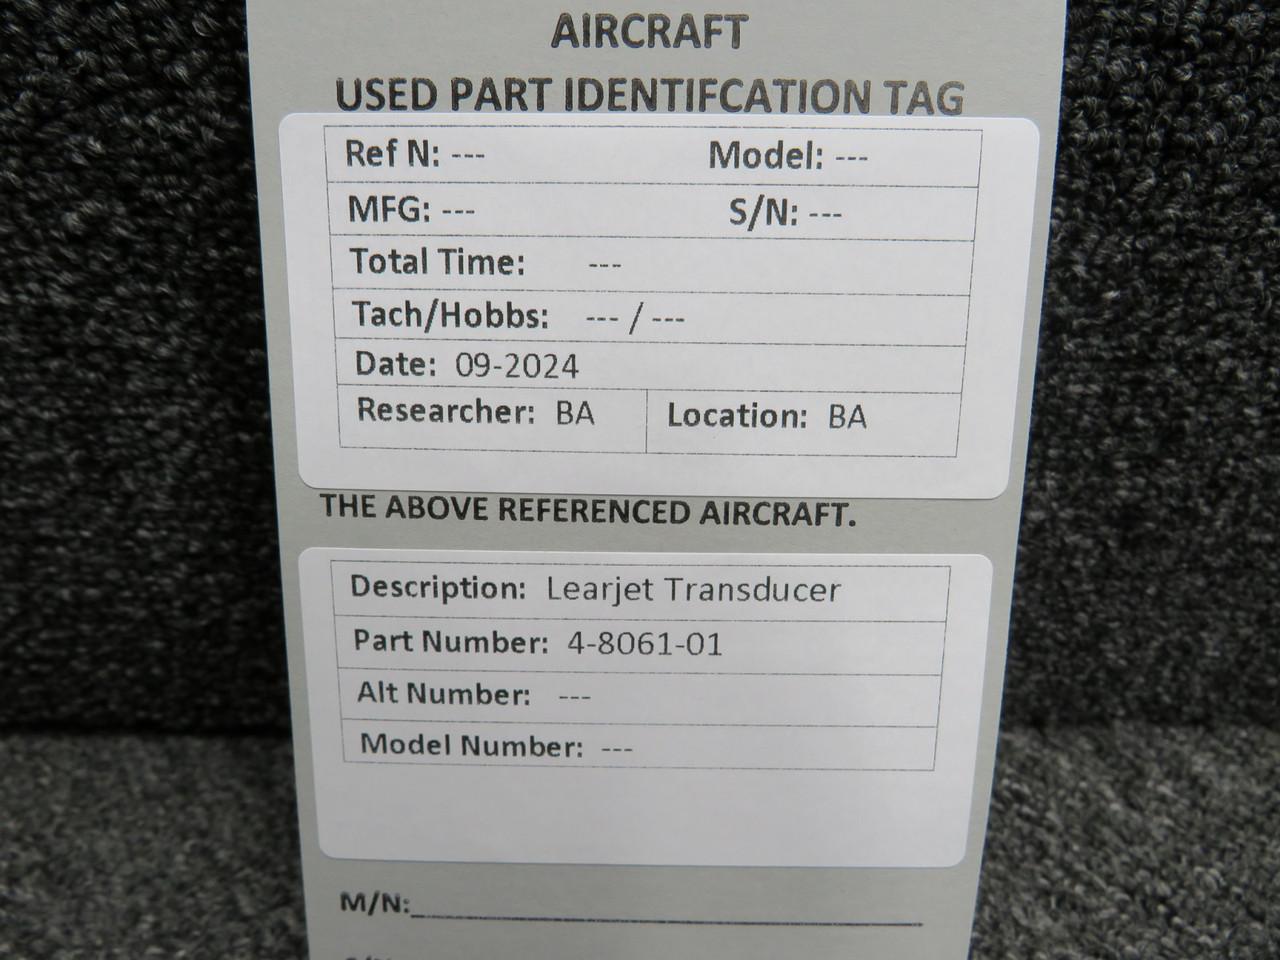 AIRCRAFT
USED PART IDENTIFCATION TAG
Ref N: --- Model: ---
MFG: --- S/N: ---
Total Time: ---
Tach/Hobbs: --- / ---
Date: 09-2024
Researcher: BA Location: BA
THE ABOVE REFERENCED AIRCRAFT.
Description: Learjet Transducer
Part Number: 4-8061-01
Alt Number: ---
Model Number: ---
M/N: